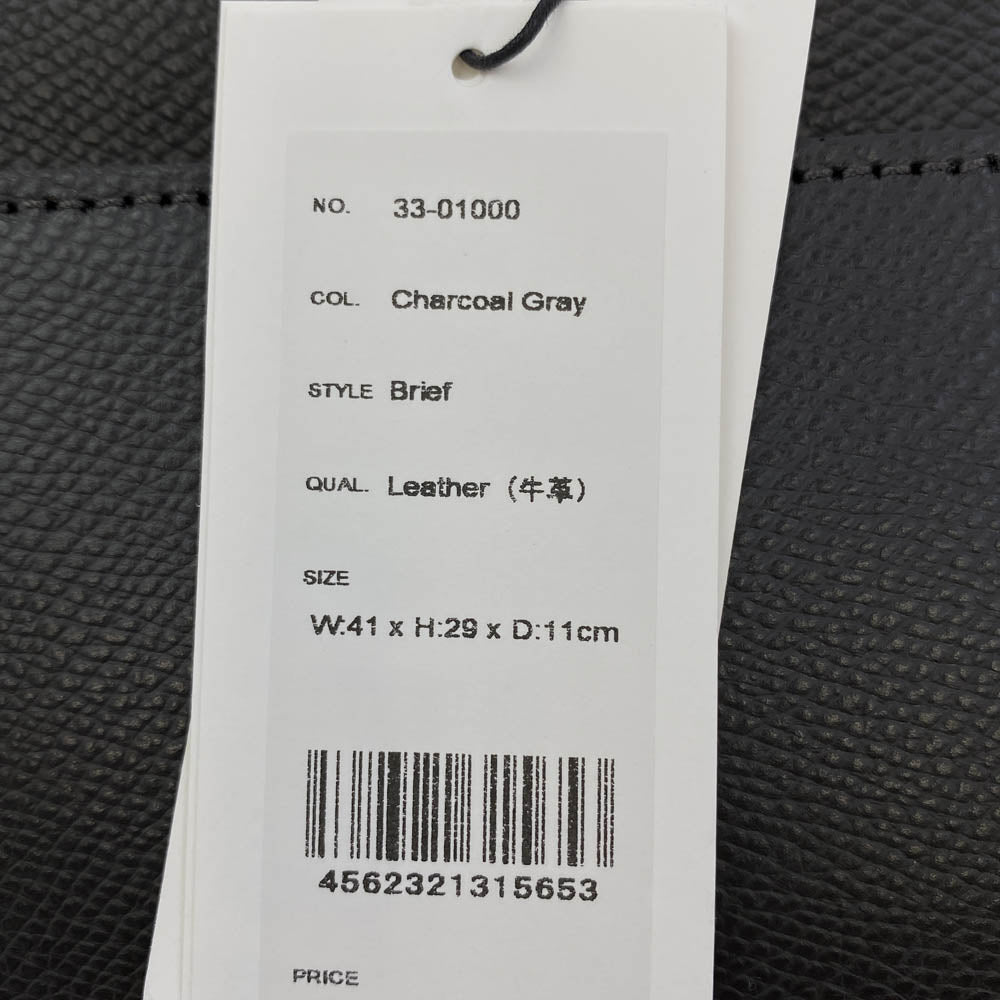 NO. 33-01000
COL. Charcoal Gray
STYLE Brief
QUAL. Leather (牛革)
SIZE
W:41 x H:29 x D:11cm
4562321315653
PRICE